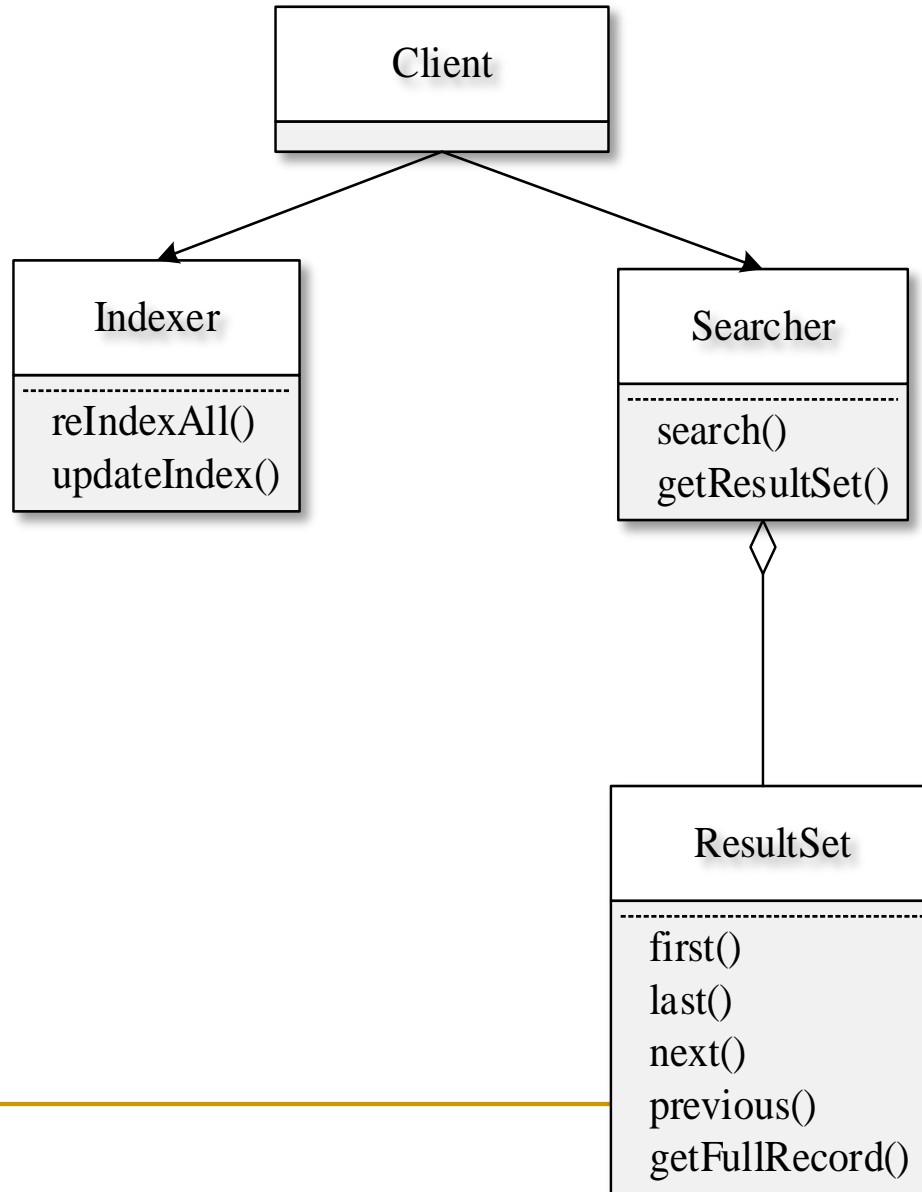 Client
Indexer
reIndexAll()
updateIndex()
Searcher
search()
getResultSet()
ResultSet
first()
last()
next()
previous()
getFullRecord()